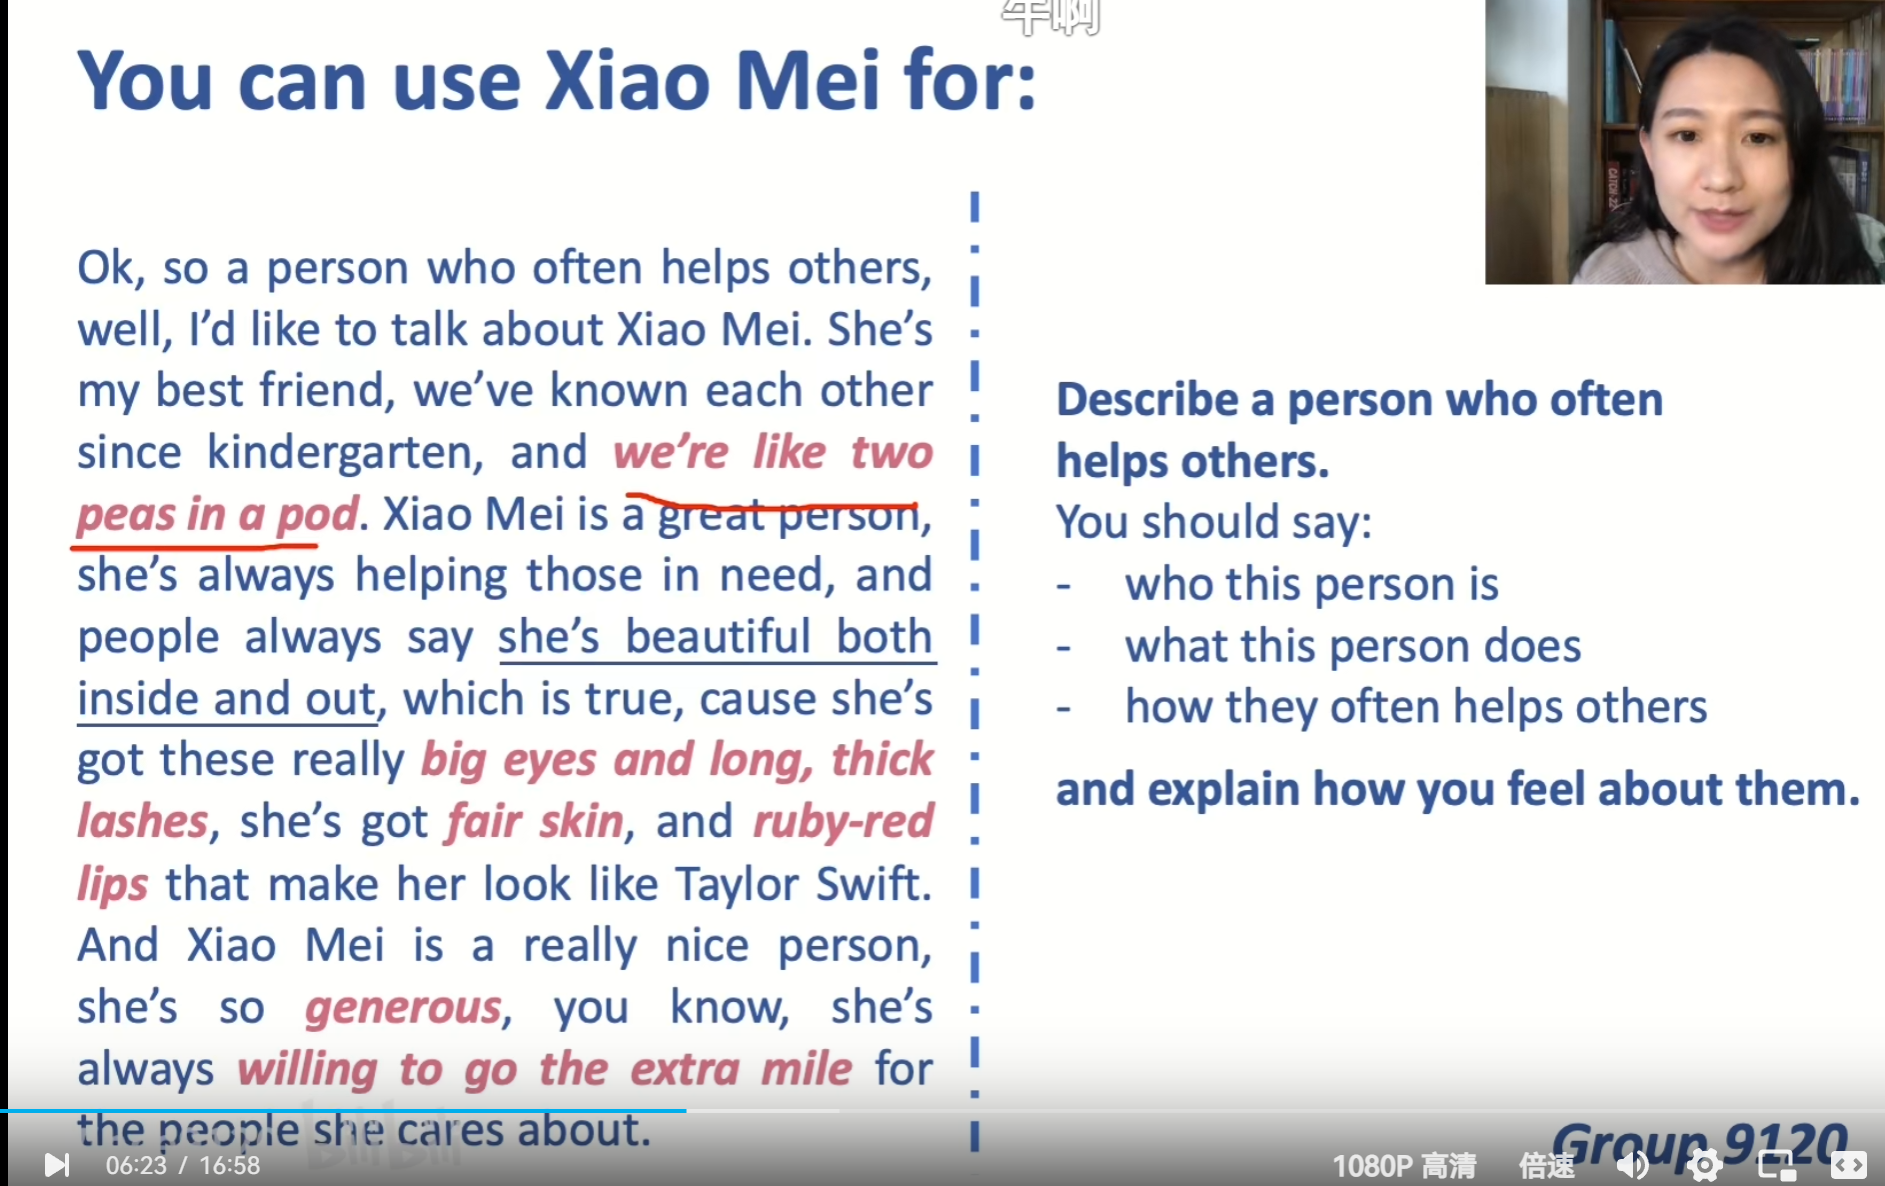 You can use Xiao Mei for:
Ok, so a person who often helps others,
well, I'd like to talk about Xiao Mei. She's
my best friend, we've known each other
since kindergarten, and we're like two
peas in a pod. Xiao Mei is a great person,
she's always helping those in need, and
people always say she's beautiful both
inside and out, which is true, cause she's
got these really big eyes and long, thick
lashes, she's got fair skin, and ruby-red
lips that make her look like Taylor Swift.
And Xiao Mei is a really nice person,
she's so generous, you know, she's
always willing to go the extra mile for
the people she cares about.
Describe a person who often
helps others.
You should say:
- who this person is
- what this person does
- how they often helps others
and explain how you feel about them.
CATCH-22
Group 9120
bilibili
06:23 / 16:58
1080P 高清
倍速